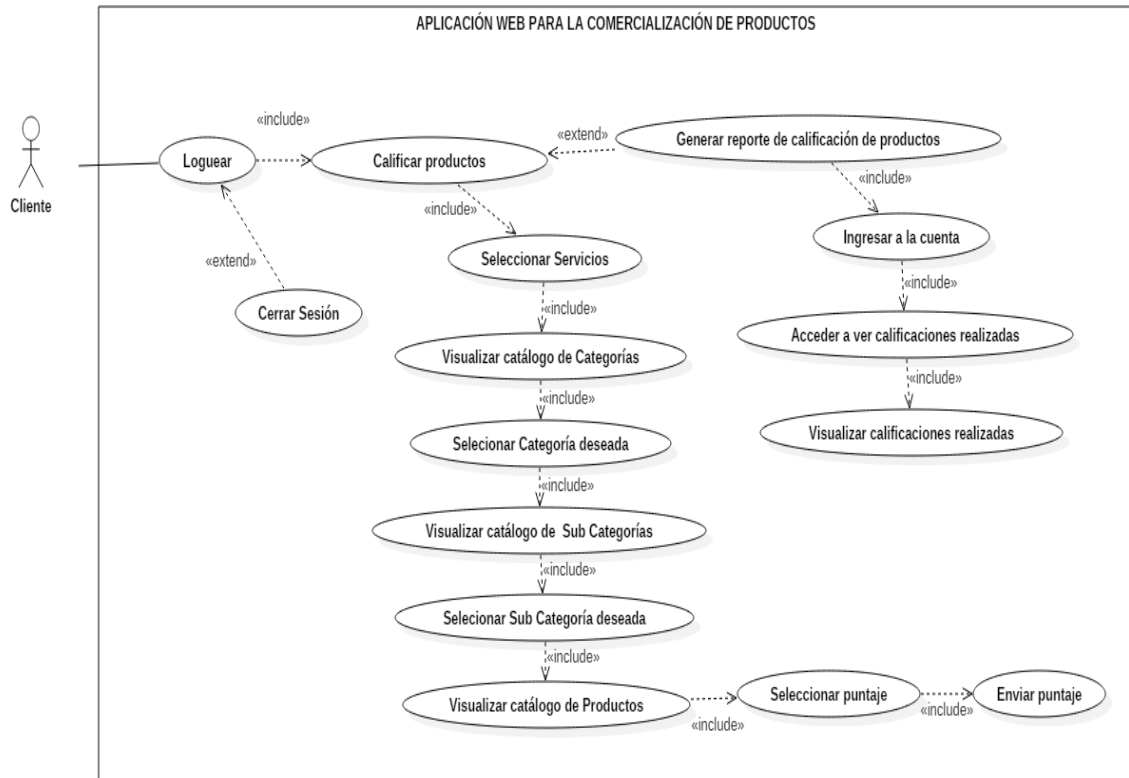 APLICACIÓN WEB PARA LA COMERCIALIZACIÓN DE PRODUCTOS
Cliente
Loguear
«include»
Calificar productos
«extend»
Generar reporte de calificación de productos
«extend»
Cerrar Sesión
«include»
Seleccionar Servicios
«include»
Visualizar catálogo de Categorías
«include»
Selecionar Categoría deseada
«include»
Visualizar catálogo de Sub Categorías
«include»
Selecionar Sub Categoría deseada
«include»
Visualizar catálogo de Productos
«include»
Seleccionar puntaje
«include»
Enviar puntaje
«include»
Ingresar a la cuenta
«include»
Acceder a ver calificaciones realizadas
«include»
Visualizar calificaciones realizadas